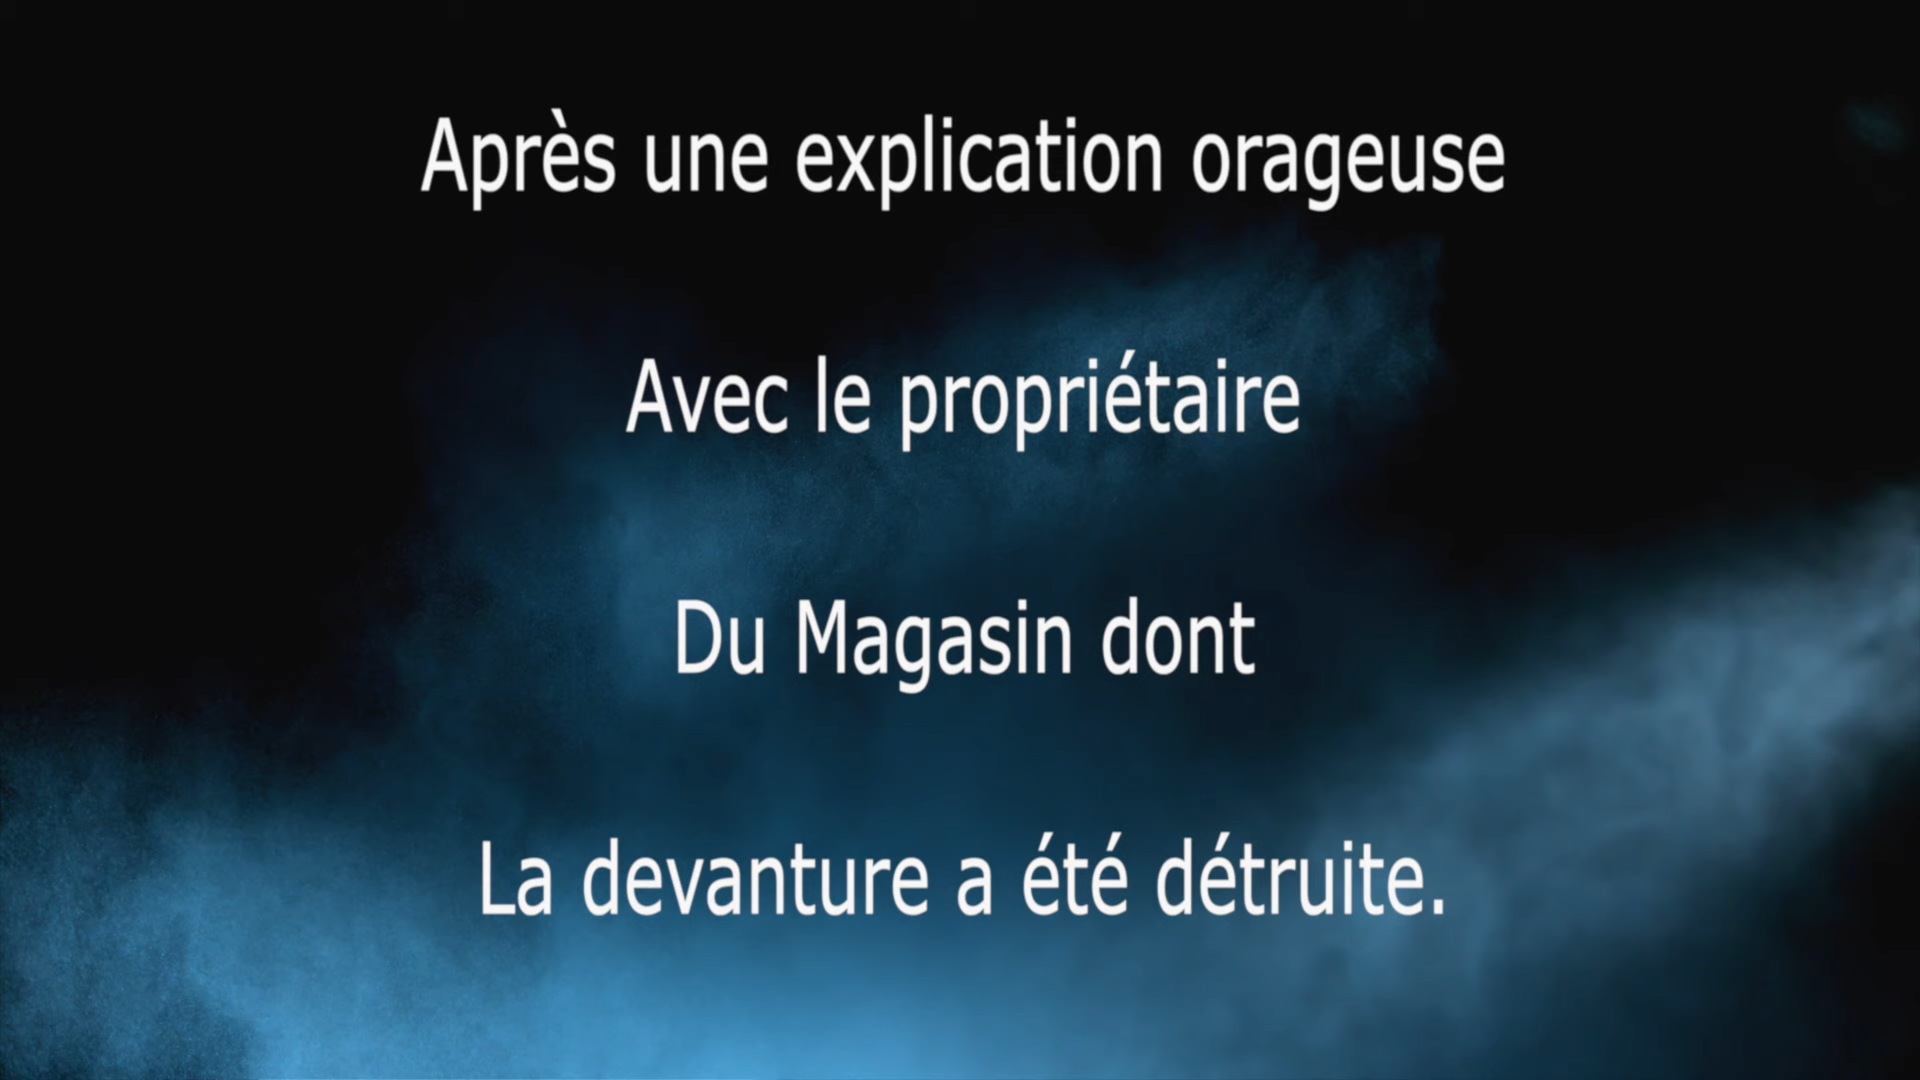 Après une explication orageuse
Avec le propriétaire
Du Magasin dont
La devanture a été détruite.